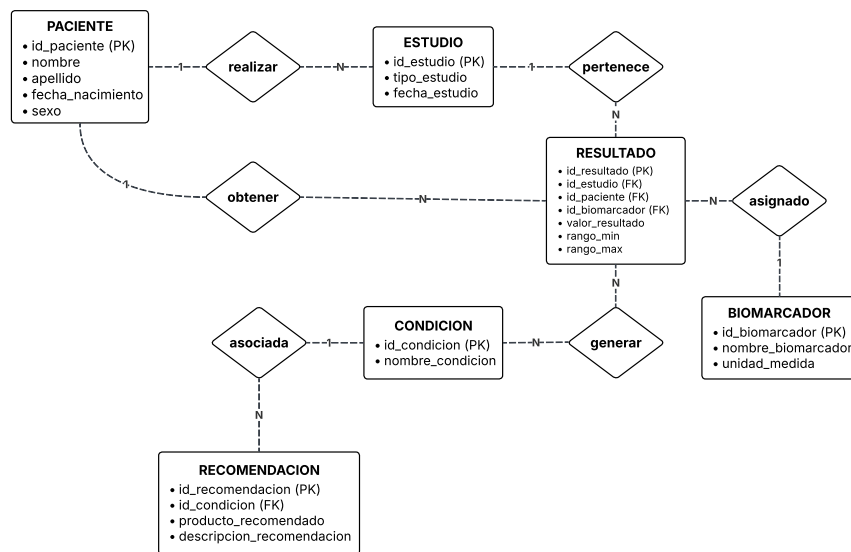 PACIENTE
• id_paciente (PK)
• nombre
• apellido
• fecha_nacimiento
• sexo
1
realizar
N
ESTUDIO
• id_estudio (PK)
• tipo_estudio
• fecha_estudio
1
pertenece
N
1
obtener
N
RESULTADO
• id_resultado (PK)
• id_estudio (FK)
• id_paciente (FK)
• id_biomarcador (FK)
• valor_resultado
• rango_min
• rango_max
N
asignado
1
BIOMARCADOR
• id_biomarcador (PK)
• nombre_biomarcador
• unidad_medida
N
generar
N
CONDICION
• id_condicion (PK)
• nombre_condicion
1
asociada
N
RECOMENDACION
• id_recomendacion (PK)
• id_condicion (FK)
• producto_recomendado
• descripcion_recomendacion